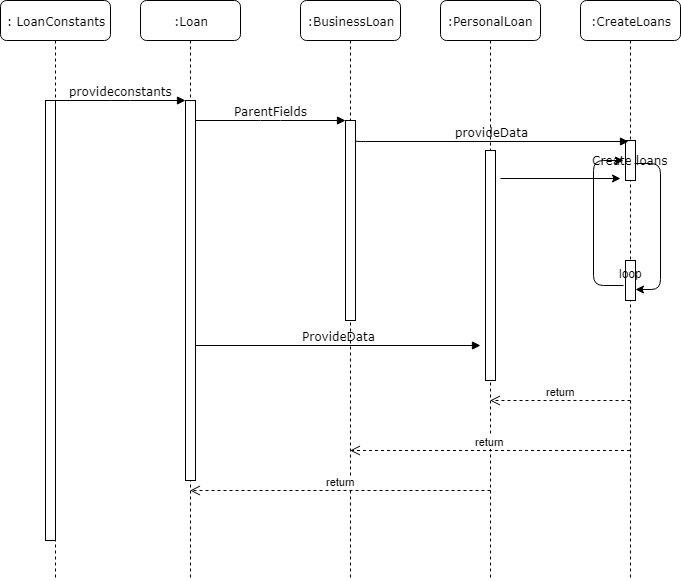 : LoanConstants
:Loan
:BusinessLoan
:PersonalLoan
:CreateLoans
provideconstants
ParentFields
provideData
Create loans
loop
ProvideData
return
return
return